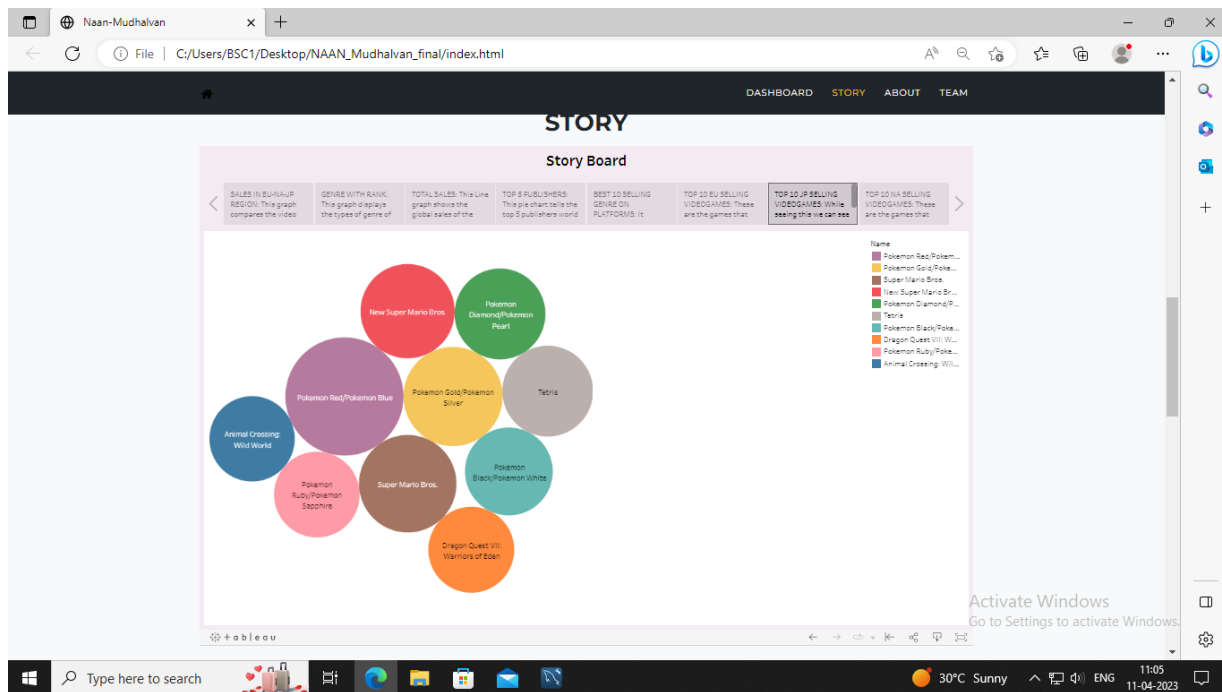 Naan-Mudhalvan
File
C:/Users/BSC1/Desktop/NAAN_Mudhalvan_final/index.html
DASHBOARD STORY ABOUT TEAM
STORY
Story Board
SALES IN EU-NA-JP
REGION: This graph
compares the video
GENRE WITH RANK:
This graph displays
the types of genre of
TOTAL SALES: This Line
graph shows the
global sales of the
TOP 5 PUBLISHERS:
This pie chart tells the
top 5 publishers world
BEST 10 SELLING
GENRE ON
PLATFORMS: It
TOP 10 EU SELLING
VIDEOGAMES: These
are the games that
TOP 10 JP SELLING
VIDEOGAMES: While
seeing this we can see
TOP 10 NA SELLING
VIDEOGAMES: These
are the games that
New Super Mario Bros.
Pokemon
Diamond/Pokemon
Pearl
Pokemon Red/Pokemon Blue
Pokemon Gold/Pokemon
Silver
Tetris
Animal Crossing:
Wild World
Pokemon
Ruby/Pokemon
Sapphire
Super Mario Bros.
Pokemon
Black/Pokemon White
Dragon Quest VII:
Warriors of Eden
Name
Pokemon Red/Pokem...
Pokemon Gold/Poke...
Super Mario Bros.
New Super Mario Br...
Pokemon Diamond/P...
Tetris
Pokemon Black/Poke...
Dragon Quest VII: W...
Pokemon Ruby/Poke...
Animal Crossing: Wil...
Activate Windows
Go to Settings to activate Windows.
+ableau
Type here to search
30°C Sunny
ENG
11:05
11-04-2023